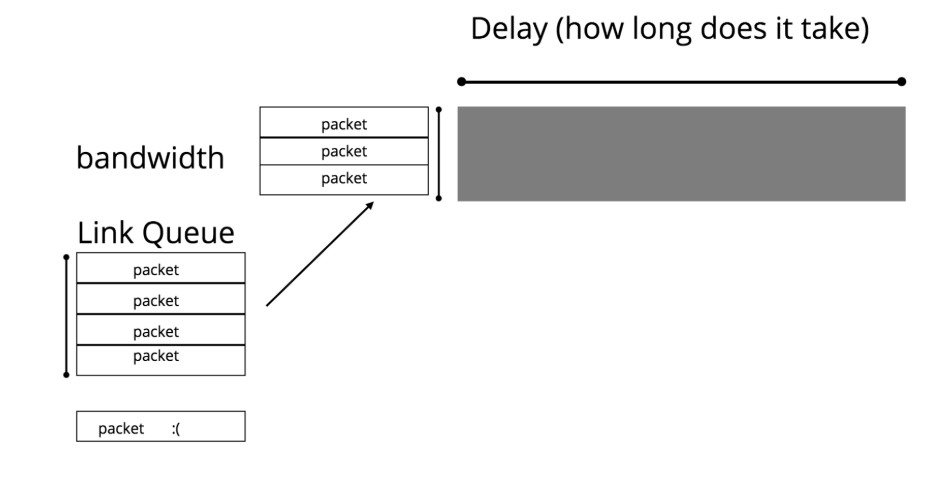 Delay (how long does it take)
packet
bandwidth
packet
packet
Link Queue
packet
packet
packet
packet
packet :(